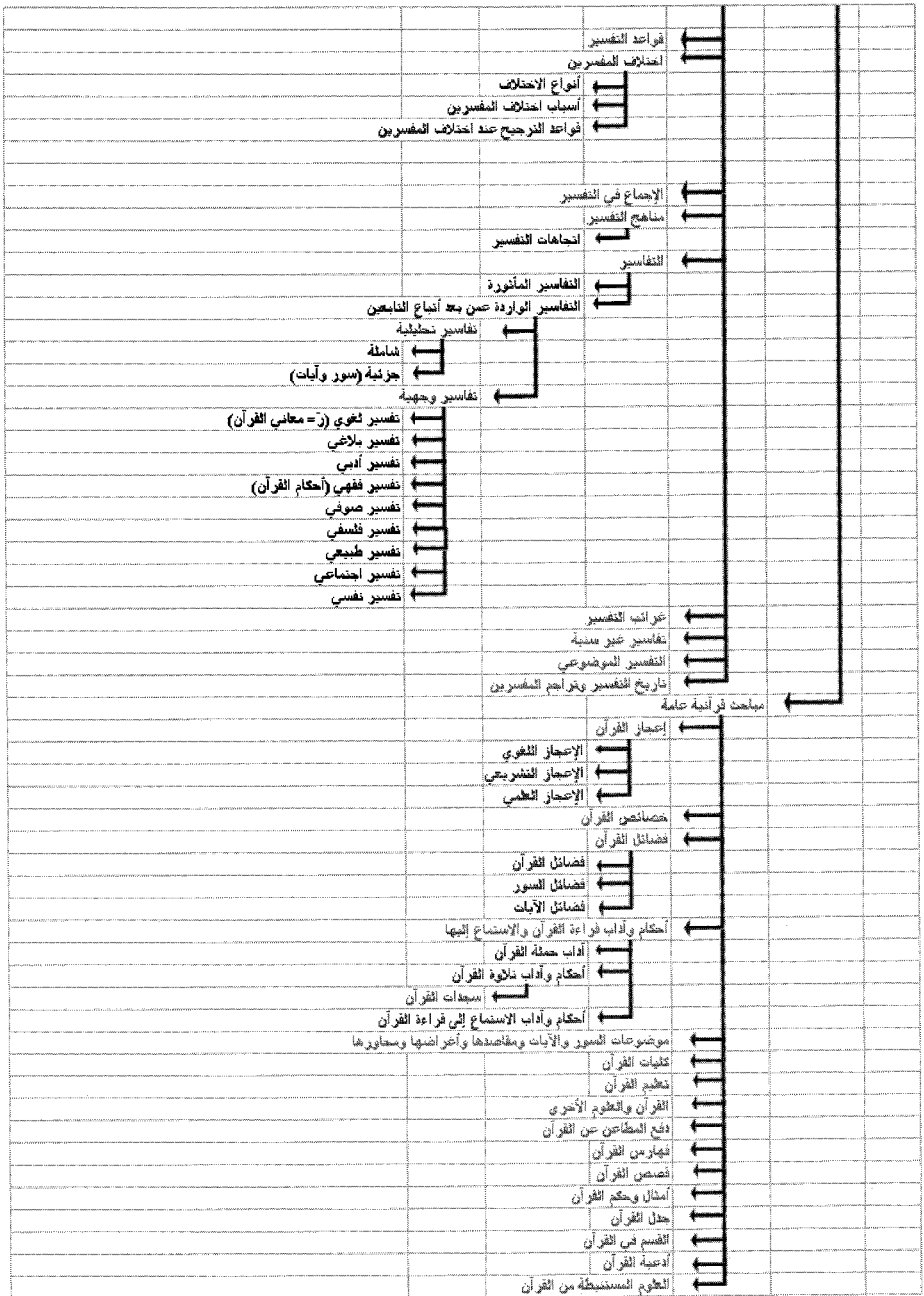 قواعد التفسير
اختلاف المفسرين
أنواع الاختلاف
أسباب اختلاف المفسرين
قواعد الترجيح عند اختلاف المفسرين
الإجماع في التفسير
مناهج التفسير
اتجاهات التفسير
التفاسير
التفاسير المأثورة
التفاسير الواردة عمن بعد أتباع التابعين
تفاسير تحليلية
شاملة
جزئية (سور وآيات)
تفاسير وجهية
تفسير لغوي (ر = معاني القرآن)
تفسير بلاغي
تفسير أدبي
تفسير فقهي (أحكام القرآن)
تفسير صوفي
تفسير فلسفي
تفسير طبيعي
تفسير اجتماعي
تفسير نفسي
غرائب التفسير
تفاسير غير سنية
التفسير الموضوعي
تاريخ التفسير وتراجم المفسرين
مباحث قرآنية عامة
إعجاز القرآن
الإعجاز اللغوي
الإعجاز التشريعي
الإعجاز العلمي
خصائص القرآن
فضائل القرآن
فضائل القرآن
فضائل السور
فضائل الآيات
أحكام وآداب قراءة القرآن والاستماع إليها
آداب حملة القرآن
أحكام وآداب تلاوة القرآن
سجدات القرآن
أحكام وآداب الاستماع إلى قراءة القرآن
موضوعات السور والآيات ومقاصدها وأغراضها ومحاورها
كليات القرآن
تعليم القرآن
القرآن والعلوم الأخرى
دفع المطاعن عن القرآن
فهارس القرآن
قصص القرآن
أمثال وحكم القرآن
جدل القرآن
القسم في القرآن
أدعية القرآن
العلوم المستنبطة من القرآن